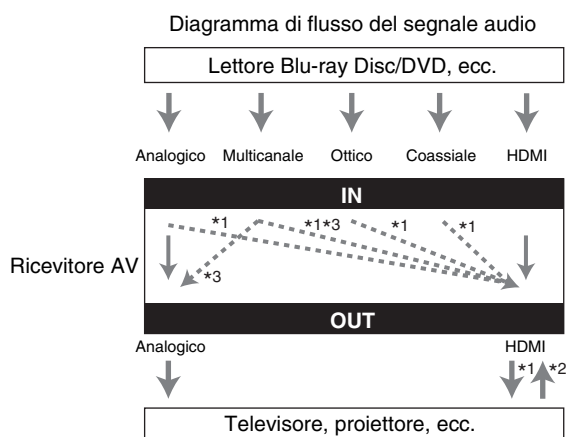 Diagramma di flusso del segnale audio
Lettore Blu-ray Disc/DVD, ecc.
Analogico Multicanale Ottico Coassiale HDMI
IN
*1 *1*3 *1 *1
Ricevitore AV
*3
OUT
Analogico HDMI
*1 *2
Televisore, proiettore, ecc.